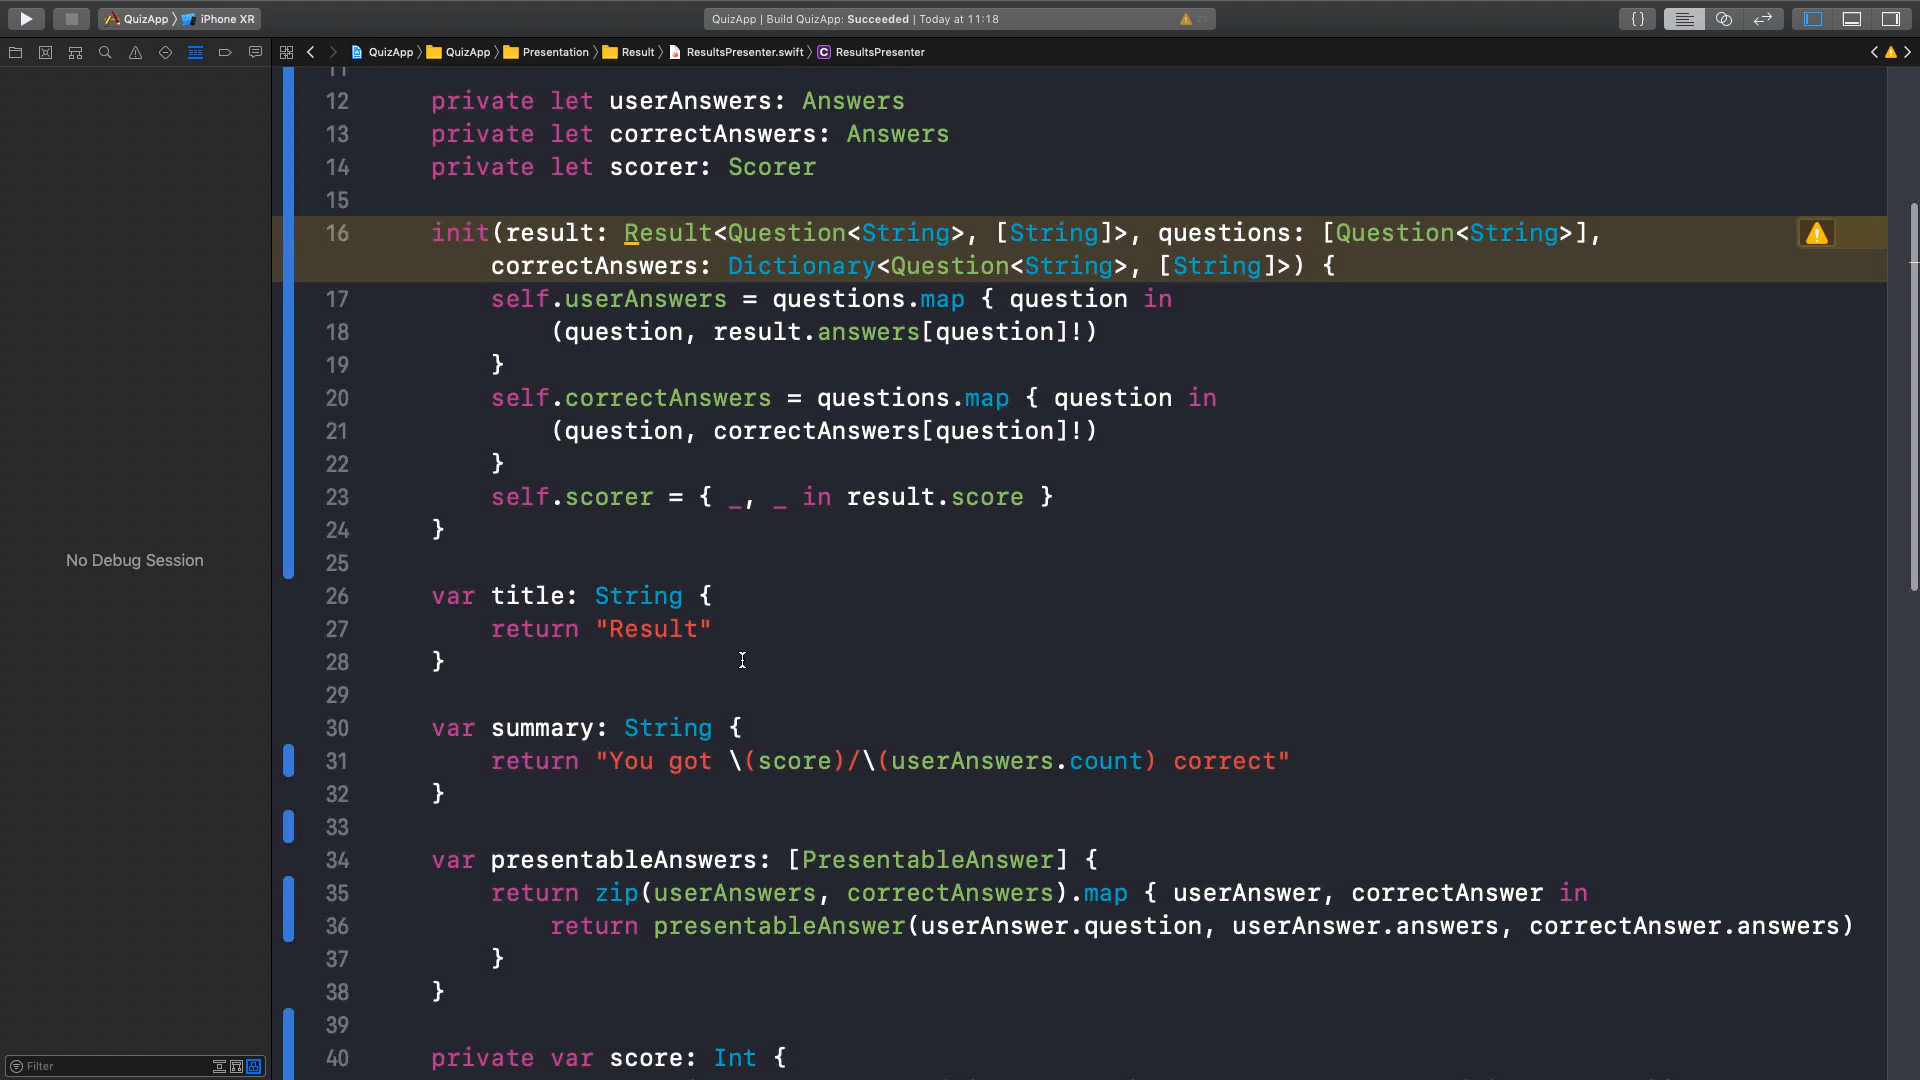 QuizApp 〉 iPhone XR
QuizApp | Build QuizApp: Succeeded | Today at 11:18
{}
QuizApp 〉 QuizApp 〉 Presentation 〉 Result 〉 ResultsPresenter.swift 〉 C ResultsPresenter
11
12 private let userAnswers: Answers
13 private let correctAnswers: Answers
14 private let scorer: Scorer
15
16 init(result: Result<Question<String>, [String]>, questions: [Question<String>],
correctAnswers: Dictionary<Question<String>, [String]>) {
17 self.userAnswers = questions.map { question in
18 (question, result.answers[question]!)
19 }
20 self.correctAnswers = questions.map { question in
21 (question, correctAnswers[question]!)
22 }
23 self.scorer = { _, _ in result.score }
24 }
25
26 var title: String {
27 return "Result"
28 }
29
30 var summary: String {
31 return "You got \(score)/\(userAnswers.count) correct"
32 }
33
34 var presentableAnswers: [PresentableAnswer] {
35 return zip(userAnswers, correctAnswers).map { userAnswer, correctAnswer in
36 return presentableAnswer(userAnswer.question, userAnswer.answers, correctAnswer.answers)
37 }
38 }
39
40 private var score: Int {
No Debug Session
Filter